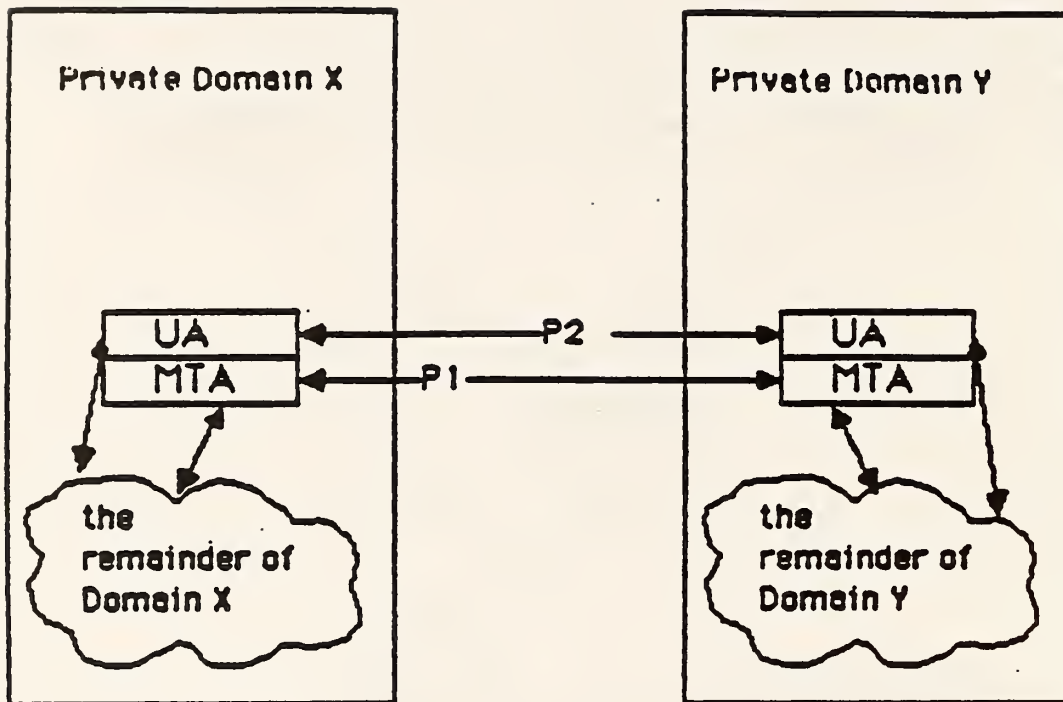 Private Domain X
Private Domain Y
UA
P2
UA
MTA
P1
MTA
the
remainder of
Domain X
the
remainder of
Domain Y